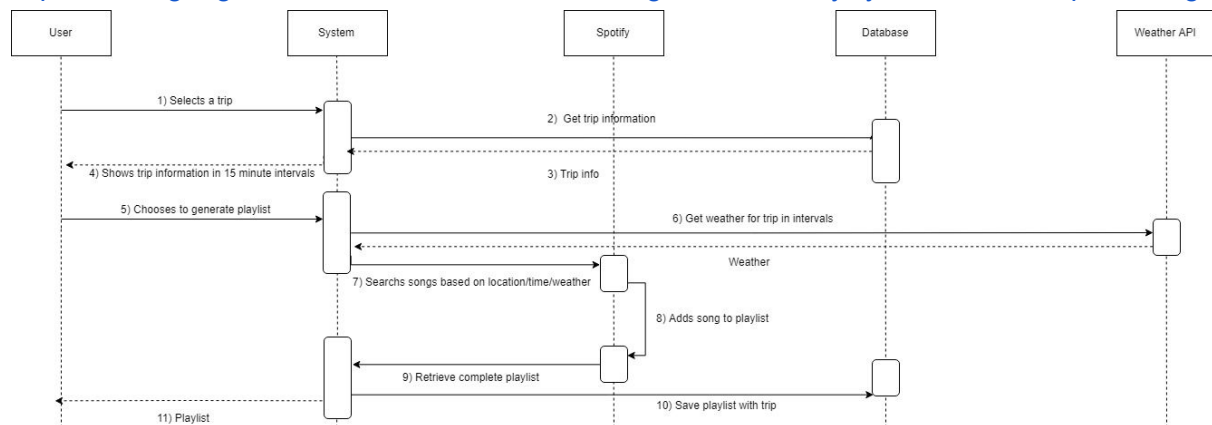 User
System
Spotify
Database
Weather API
1) Selects a trip
2) Get trip information
3) Trip info
4) Shows trip information in 15 minute intervals
5) Chooses to generate playlist
6) Get weather for trip in intervals
Weather
7) Searchs songs based on location/time/weather
8) Adds song to playlist
9) Retrieve complete playlist
10) Save playlist with trip
11) Playlist